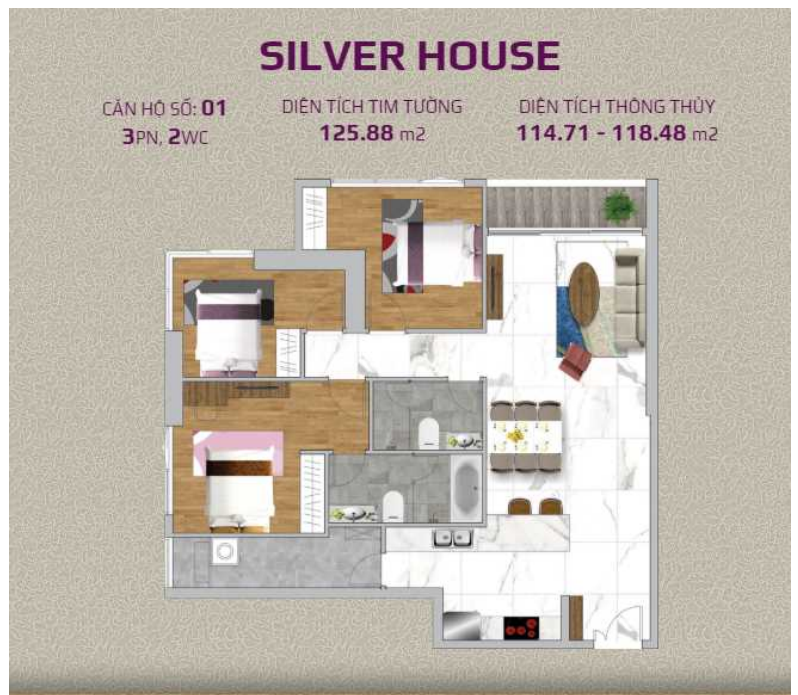 SILVER HOUSE
CĂN HỘ SỐ: 01
3PN, 2WC
DIỆN TÍCH TIM TƯỜNG
125.88 m2
DIỆN TÍCH THÔNG THỦY
114.71 - 118.48 m2